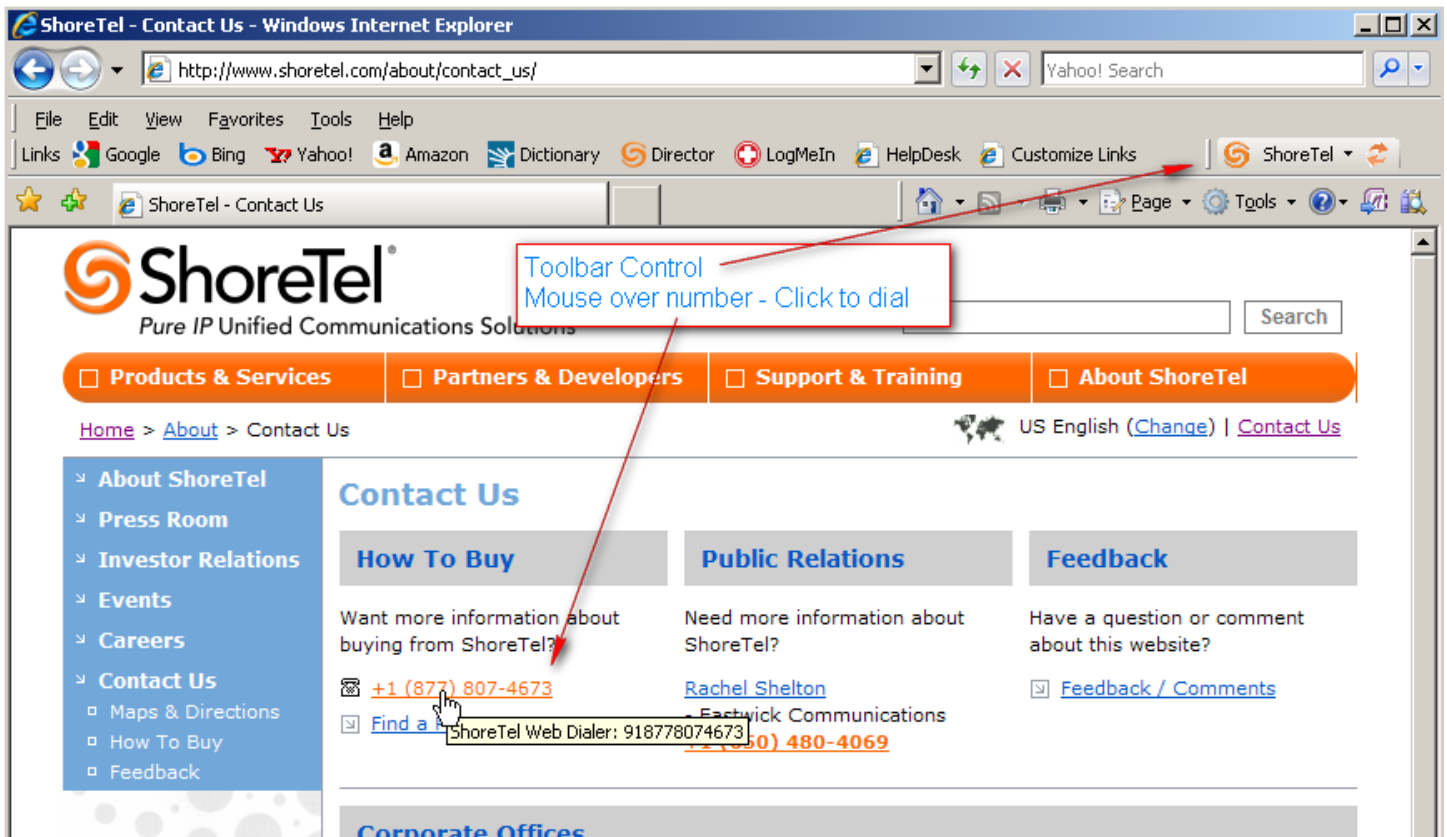 ShoreTel - Contact Us - Windows Internet Explorer
http://www.shoretel.com/about/contact_us/
Yahoo! Search
File Edit View Favorites Tools Help
Links Google Bing Yahoo! Amazon Dictionary Director LogMeIn HelpDesk Customize Links ShoreTel
ShoreTel - Contact Us
Page Tools
ShoreTel
Pure IP Unified Communications Solutions
Toolbar Control
Mouse over number - Click to dial
Search
Products & Services
Partners & Developers
Support & Training
About ShoreTel
Home > About > Contact Us
US English (Change) | Contact Us
About ShoreTel
Press Room
Investor Relations
Events
Careers
Contact Us
Maps & Directions
How To Buy
Feedback
Contact Us
How To Buy
Want more information about
buying from ShoreTel?
+1 (877) 807-4673
Find a
ShoreTel Web Dialer: 918778074673
Public Relations
Need more information about
ShoreTel?
Rachel Shelton
- Eastwick Communications
+1 (650) 480-4069
Feedback
Have a question or comment
about this website?
Feedback / Comments
Corporate Offices